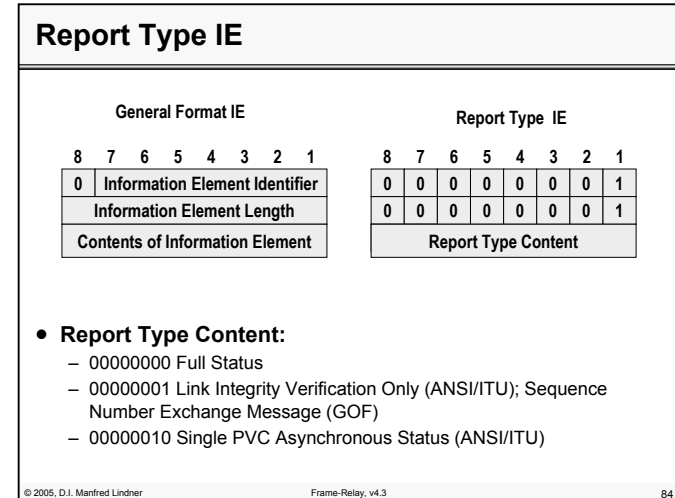 Report Type IE
General Format IE
8 7 6 5 4 3 2 1
0 Information Element Identifier
Information Element Length
Contents of Information Element
Report Type IE
8 7 6 5 4 3 2 1
0 0 0 0 0 0 0 1
0 0 0 0 0 0 0 1
Report Type Content
• Report Type Content:
– 00000000 Full Status
– 00000001 Link Integrity Verification Only (ANSI/ITU); Sequence
Number Exchange Message (GOF)
– 00000010 Single PVC Asynchronous Status (ANSI/ITU)
© 2005, D.I. Manfred Lindner
Frame-Relay, v4.3
84